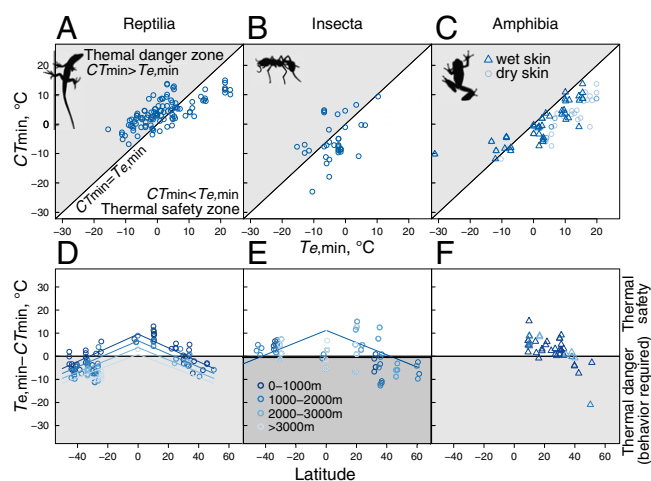 A Reptilia B Insecta C Amphibia
Themal danger zone
CTmin>Te,min
CTmin=Te,min
CTmin<Te,min
Thermal safety zone
wet skin
dry skin
CTmin, °C
20
10
0
−10
−20
−30
−30 −20 −10 0 10 20
−30 −20 −10 0 10 20
−30 −20 −10 0 10 20
Te,min, °C
D E F
Te,min−CTmin, °C
30
20
10
0
−10
−20
−30
0−1000m
1000−2000m
2000−3000m
>3000m
Thermal safety
Thermal danger
(behavior required)
−60 −40 −20 0 20 40 60
−40 −20 0 20 40 60
−40 −20 0 20 40 60
Latitude